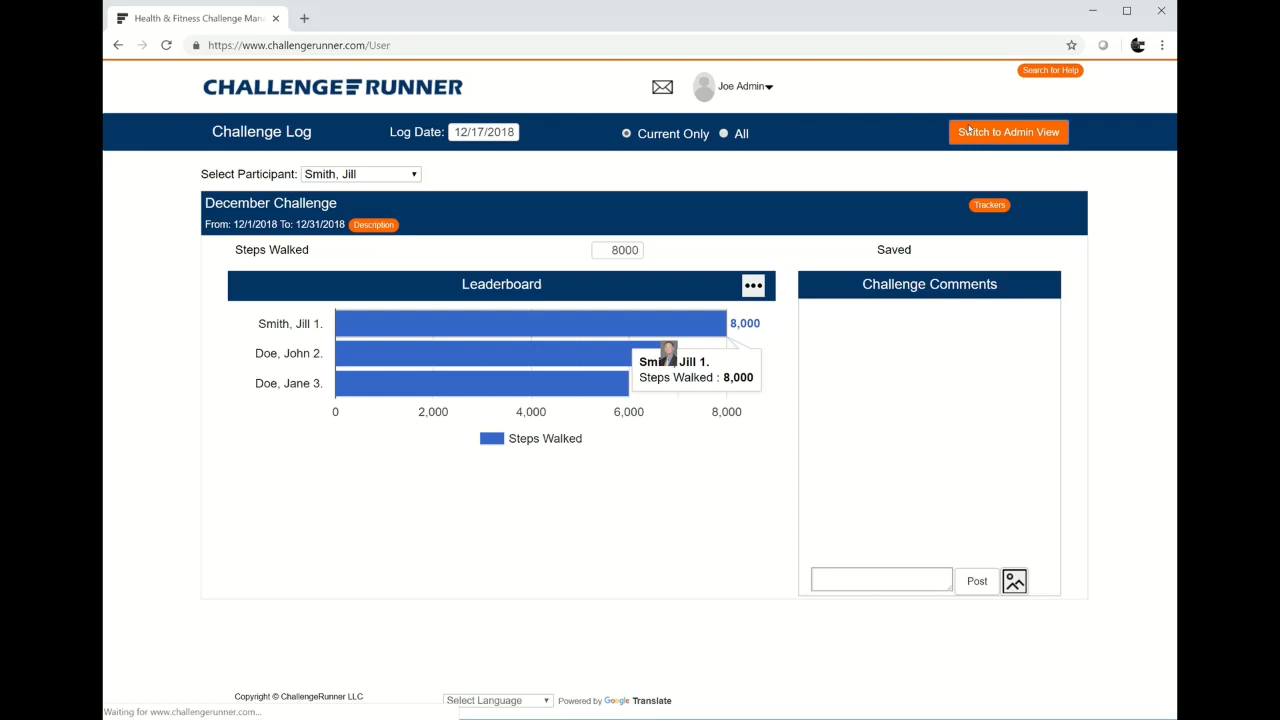 Health & Fitness Challenge Man
https://www.challengerunner.com/User
Search for Help
CHALLENGE RUNNER
Joe Admin
Challenge Log
Log Date: 12/17/2018
Current Only
All
Switch to Admin View
Select Participant: Smith, Jill
December Challenge
From: 12/1/2018 To: 12/31/2018 Description
Trackers
Steps Walked
8000
Saved
Leaderboard
Challenge Comments
Smith, Jill 1.
8,000
Doe, John 2.
Doe, Jane 3.
Smith, Jill 1.
Steps Walked : 8,000
0 2,000 4,000 6,000 8,000
Steps Walked
Post
Copyright © ChallengeRunner LLC
Select Language
Powered by Google Translate
Waiting for www.challengerunner.com...